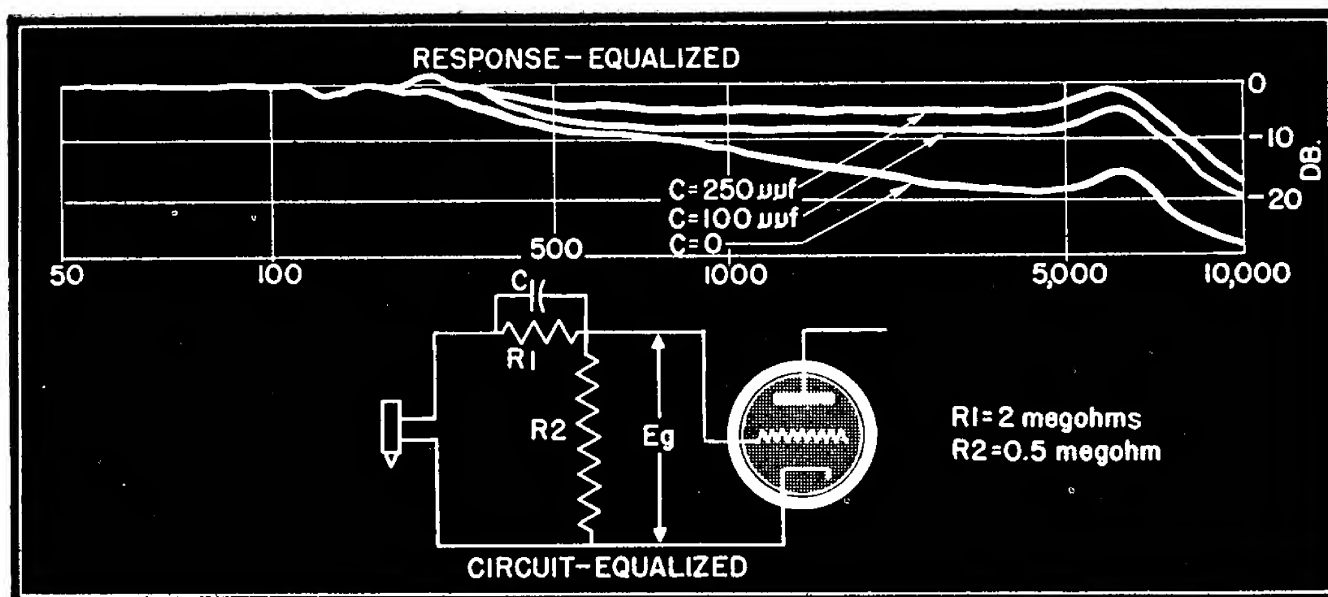 RESPONSE-EQUALIZED
0
-10
-20
DB.
C=250 μμf
C=100 μμf
C=0
50
100
500
1000
5,000
10,000
C
R1
R2
Eg
R1=2 megohms
R2=0.5 megohm
CIRCUIT-EQUALIZED